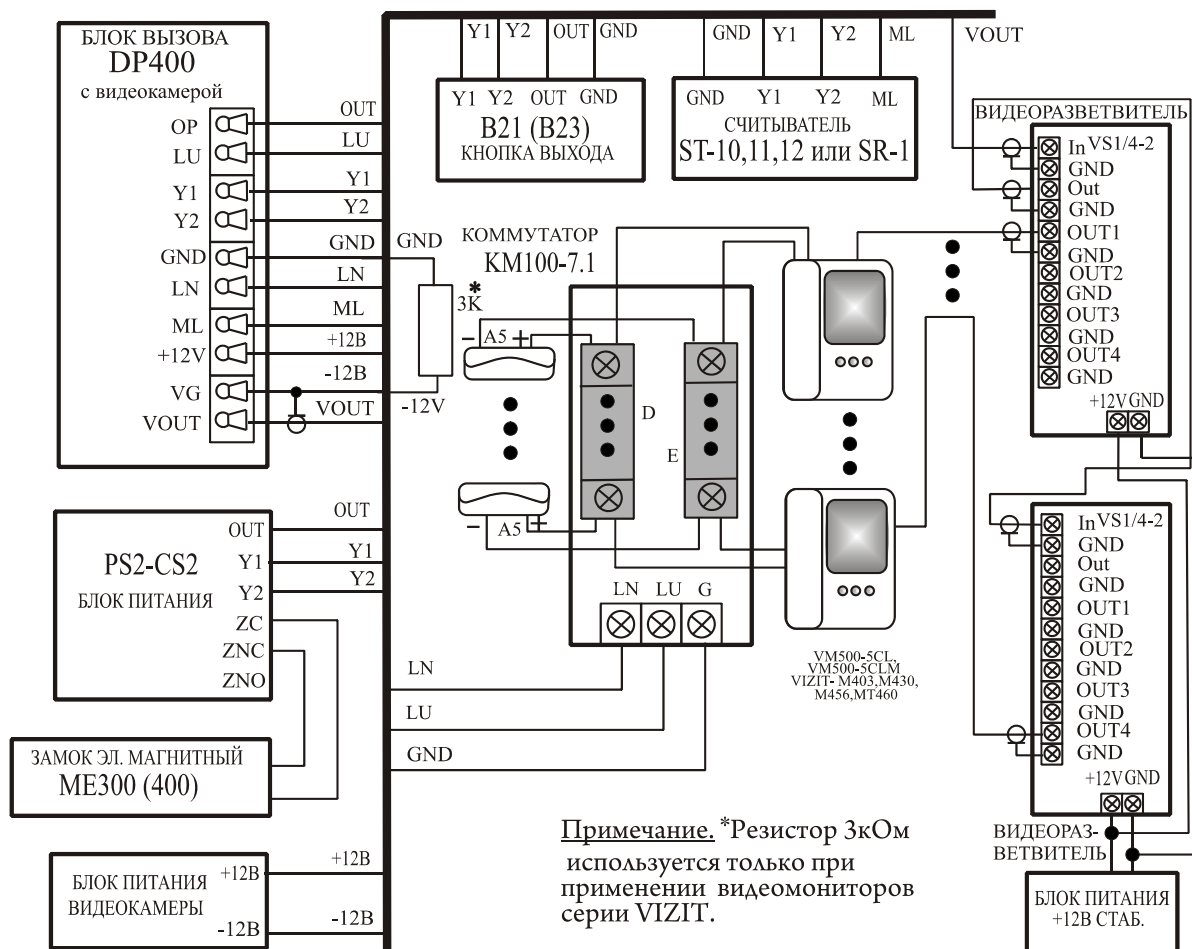 БЛОК ВЫЗОВА
DP400
с видеокамерой
OP
LU
Y1
Y2
GND
LN
ML
+12V
VG
VOUT
OUT
LU
Y1
Y2
GND
LN
ML
+12В
-12В
VOUT
GND
*
3K
-12V
Y1 Y2 OUT GND
Y1 Y2 OUT GND
B21 (B23)
КНОПКА ВЫХОДА
GND Y1 Y2 ML
GND Y1 Y2 ML
СЧИТЫВАТЕЛЬ
ST-10,11,12 или SR-1
VOUT
КОММУТАТОР
KM100-7.1
− A5 +
− A5 +
D
E
LN LU G
LN
LU
GND
VM500-5CL,
VM500-5CLM
VIZIT- M403,M430,
M456,MT460
ВИДЕОРАЗВЕТВИТЕЛЬ
In VS1/4-2
GND
Out
GND
OUT1
GND
OUT2
GND
OUT3
GND
OUT4
GND
+12V GND
In VS1/4-2
GND
Out
GND
OUT1
GND
OUT2
GND
OUT3
GND
OUT4
GND
+12V GND
ВИДЕОРАЗ-
ВЕТВИТЕЛЬ
БЛОК ПИТАНИЯ
+12В СТАБ.
PS2-CS2
БЛОК ПИТАНИЯ
OUT
Y1
Y2
ZC
ZNC
ZNO
OUT
Y1
Y2
ЗАМОК ЭЛ. МАГНИТНЫЙ
ME300 (400)
БЛОК ПИТАНИЯ
ВИДЕОКАМЕРЫ
+12В
-12В
+12В
-12В
Примечание. *Резистор 3кОм
используется только при
применении видеомониторов
серии VIZIT.